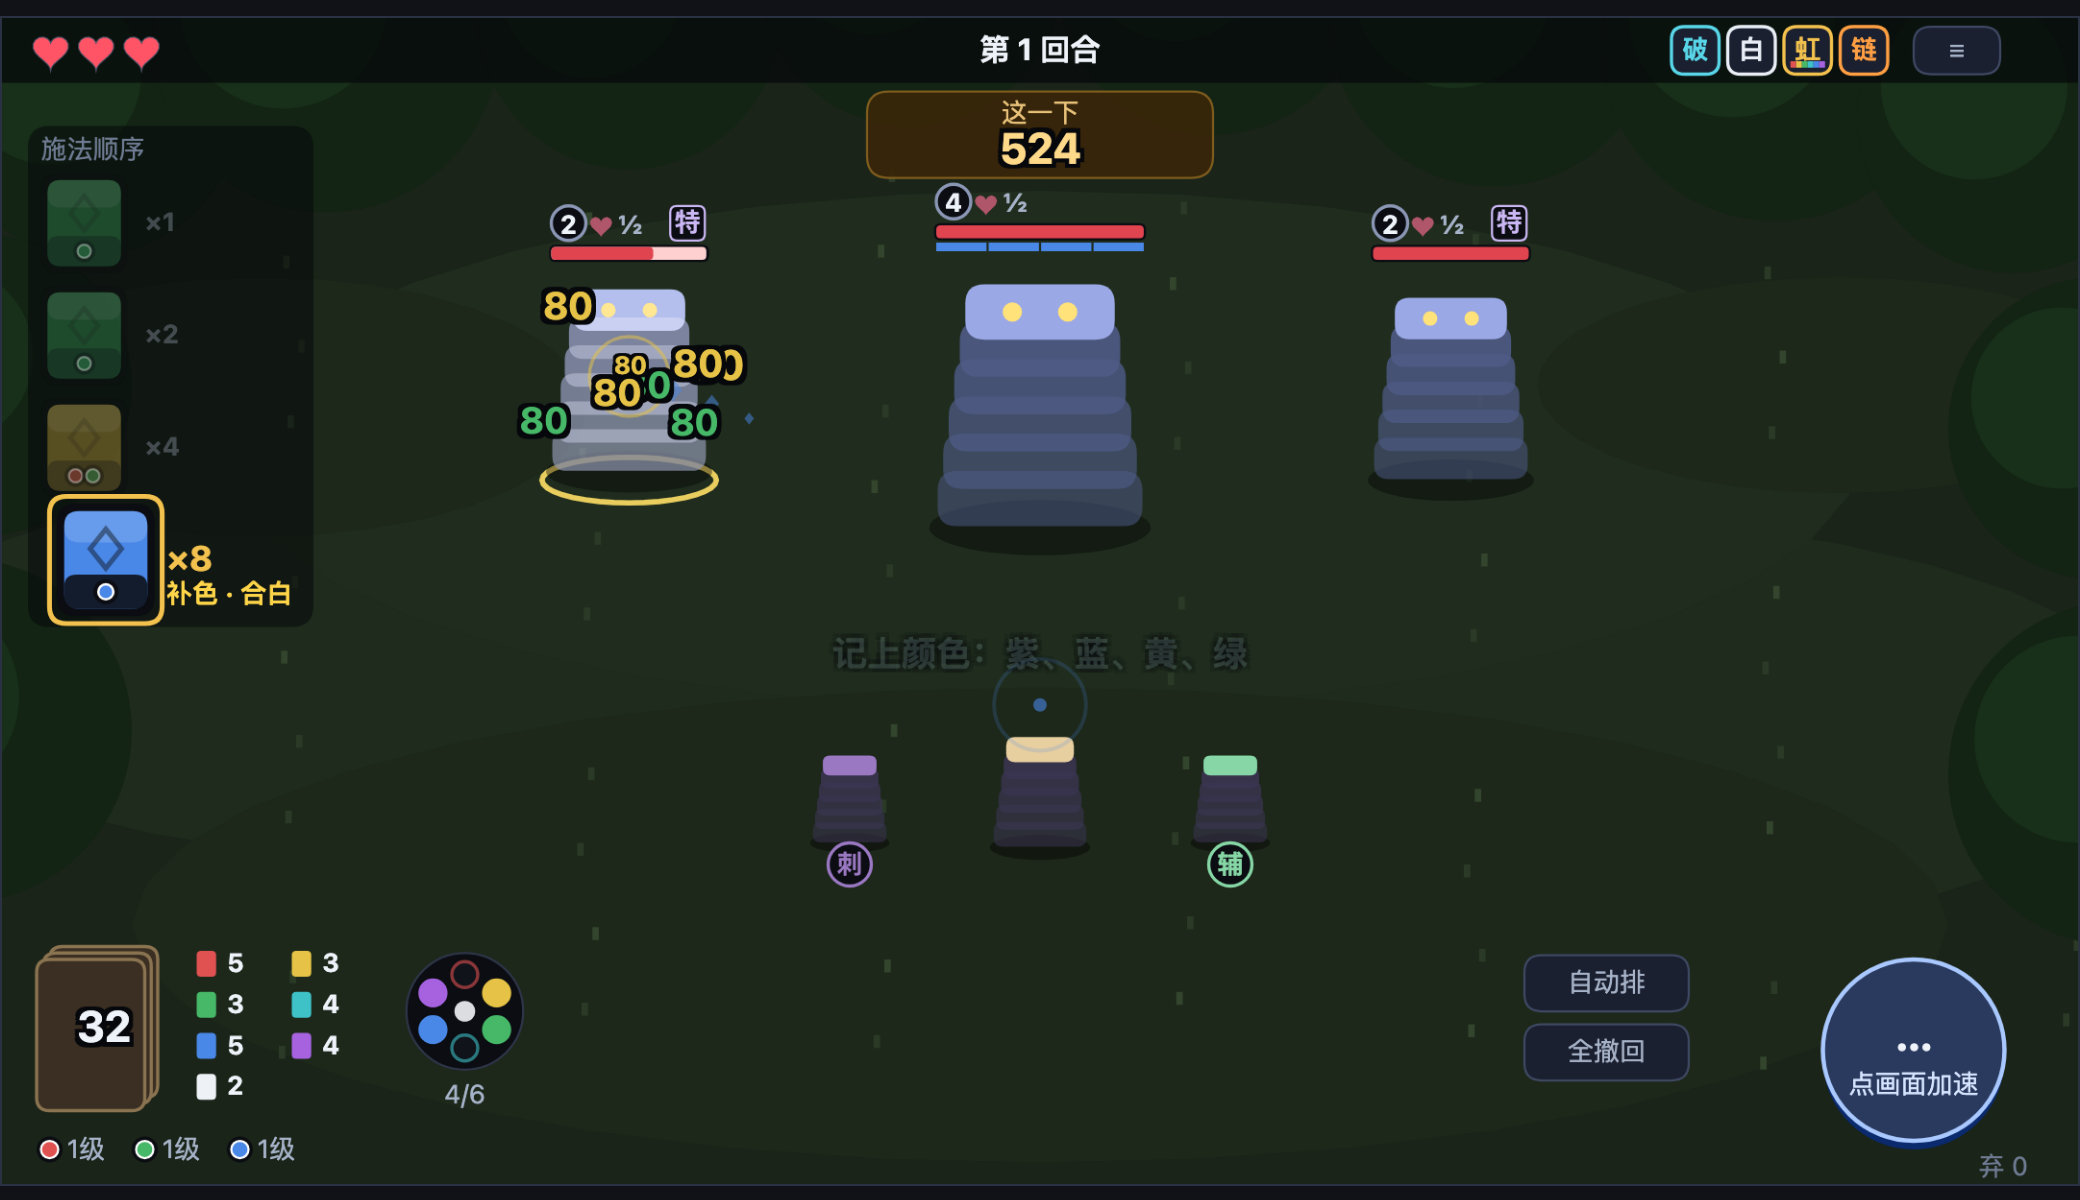 第 1 回合
破 白 虹 链 ≡
施法顺序
×1
×2
×4
×8
补色 · 合白
这一下
524
2 ½ 特
4 ½
2 ½ 特
80
80
80
80
80
80
记上颜色：紫、蓝、黄、绿
刺
辅
32
5 3
3 4
5 4
2
4/6
1级 1级 1级
自动排
全撤回
•••
点画面加速
弃 0